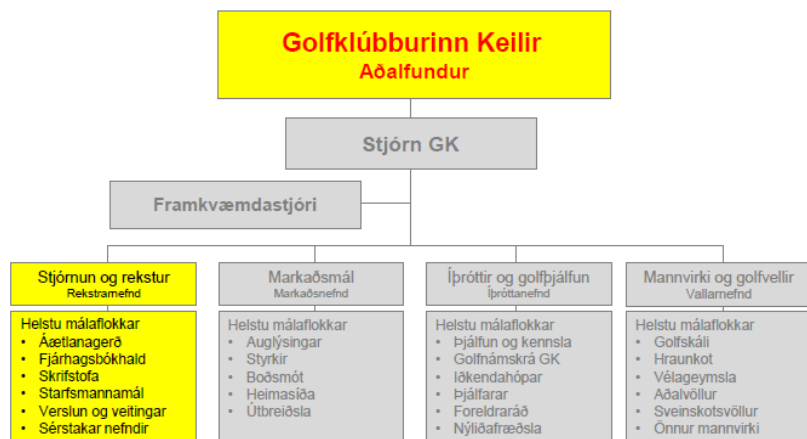 Golfklúbburinn Keilir
Aðalfundur
Stjórn GK
Framkvæmdastjóri
Stjórnun og rekstur
Rekstrarnefnd
Helstu málaflokkar
• Áætlanagerð
• Fjárhagsbókhald
• Skrifstofa
• Starfsmannamál
• Verslun og veitingar
• Sérstakar nefndir
Markaðsmál
Markaðsnefnd
Helstu málaflokkar
• Auglýsingar
• Styrkir
• Boðsmót
• Heimasíða
• Útbreiðsla
Íþróttir og golfþjálfun
Íþróttanefnd
Helstu málaflokkar
• Þjálfun og kennsla
• Golfnámskrá GK
• Iðkendahópar
• Þjálfarar
• Foreldraráð
• Nýliðafræðsla
Mannvirki og golfvellir
Vallarnefnd
Helstu málaflokkar
• Golfskáli
• Hraunkot
• Vélageymsla
• Aðalvöllur
• Sveinskotsvöllur
• Önnur mannvirki